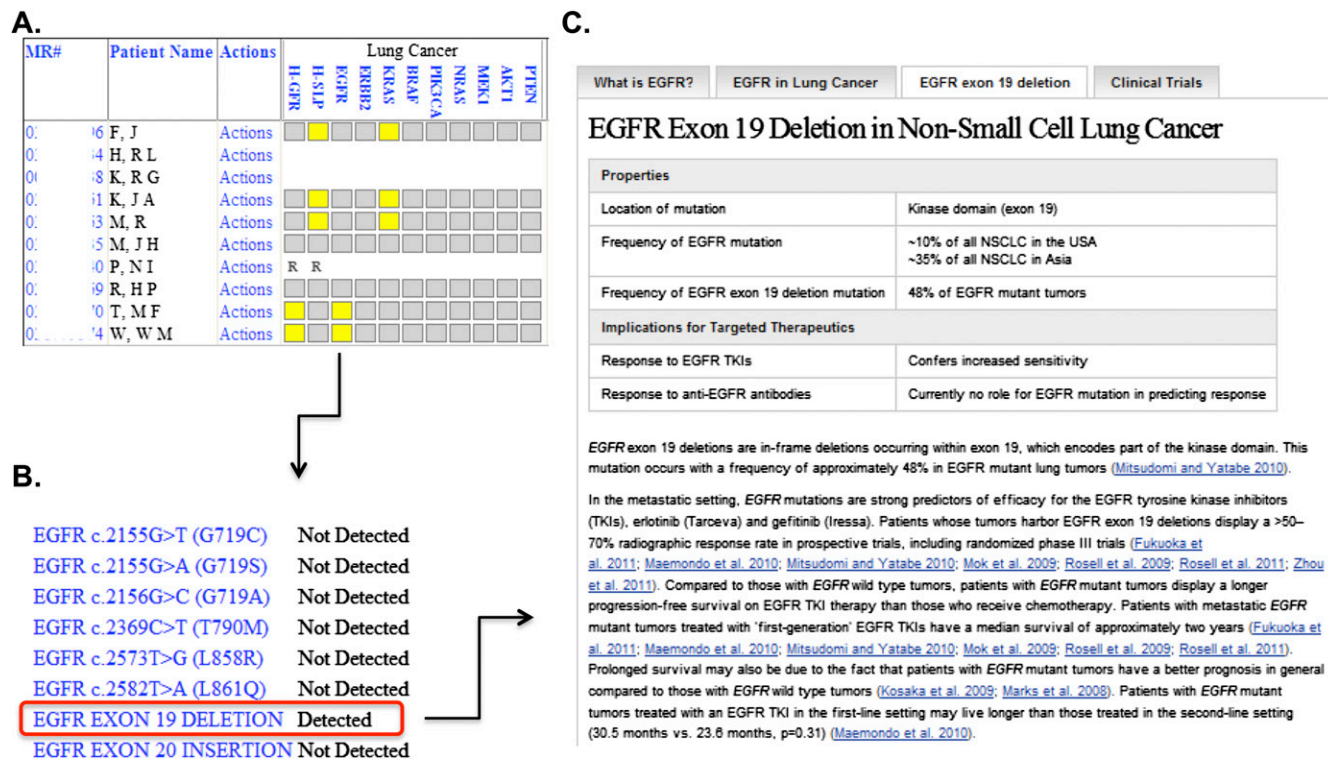 A.
MR# Patient Name Actions Lung Cancer
H-GFR H-SLP EGFR ERBB2 KRAS BRAF PIK3CA NRAS MEK1 AKT1 PTEN
0. 96 F, J Actions
0. 34 H, R L Actions
0( 38 K, R G Actions
0. 61 K, J A Actions
0. 63 M, R Actions
0. 35 M, J H Actions
0. 30 P, N I Actions R R
0. 69 R, H P Actions
0. 70 T, M F Actions
0. 74 W, W M Actions
B.
EGFR c.2155G>T (G719C) Not Detected
EGFR c.2155G>A (G719S) Not Detected
EGFR c.2156G>C (G719A) Not Detected
EGFR c.2369C>T (T790M) Not Detected
EGFR c.2573T>G (L858R) Not Detected
EGFR c.2582T>A (L861Q) Not Detected
EGFR EXON 19 DELETION Detected
EGFR EXON 20 INSERTION Not Detected
C.
What is EGFR? EGFR in Lung Cancer EGFR exon 19 deletion Clinical Trials
EGFR Exon 19 Deletion in Non-Small Cell Lung Cancer
Properties
Location of mutation Kinase domain (exon 19)
Frequency of EGFR mutation ~10% of all NSCLC in the USA
~35% of all NSCLC in Asia
Frequency of EGFR exon 19 deletion mutation 48% of EGFR mutant tumors
Implications for Targeted Therapeutics
Response to EGFR TKIs Confers increased sensitivity
Response to anti-EGFR antibodies Currently no role for EGFR mutation in predicting response
EGFR exon 19 deletions are in-frame deletions occurring within exon 19, which encodes part of the kinase domain. This
mutation occurs with a frequency of approximately 48% in EGFR mutant lung tumors (Mitsudomi and Yatabe 2010).
In the metastatic setting, EGFR mutations are strong predictors of efficacy for the EGFR tyrosine kinase inhibitors
(TKIs), erlotinib (Tarceva) and gefitinib (Iressa). Patients whose tumors harbor EGFR exon 19 deletions display a >50–
70% radiographic response rate in prospective trials, including randomized phase III trials (Fukuoka et
al. 2011; Maemondo et al. 2010; Mitsudomi and Yatabe 2010; Mok et al. 2009; Rosell et al. 2009; Rosell et al. 2011; Zhou
et al. 2011). Compared to those with EGFR wild type tumors, patients with EGFR mutant tumors display a longer
progression-free survival on EGFR TKI therapy than those who receive chemotherapy. Patients with metastatic EGFR
mutant tumors treated with 'first-generation' EGFR TKIs have a median survival of approximately two years (Fukuoka et
al. 2011; Maemondo et al. 2010; Mitsudomi and Yatabe 2010; Mok et al. 2009; Rosell et al. 2009; Rosell et al. 2011).
Prolonged survival may also be due to the fact that patients with EGFR mutant tumors have a better prognosis in general
compared to those with EGFR wild type tumors (Kosaka et al. 2009; Marks et al. 2008). Patients with EGFR mutant
tumors treated with an EGFR TKI in the first-line setting may live longer than those treated in the second-line setting
(30.5 months vs. 23.6 months, p=0.31) (Maemondo et al. 2010).